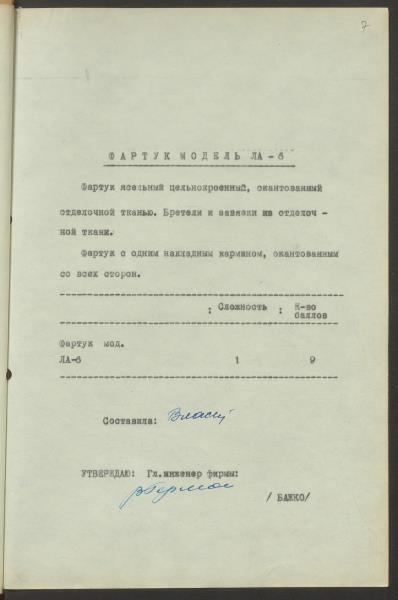 7
ФАРТУК МОДЕЛЬ ЛА-6
Фартук ясельный цельнокроенный, окантованный
отделочной тканью. Бретели и завязки из отделоч -
ной ткани.
Фартук с одним накладным карманом, окантованным
со всех сторон.
: Сложность : К-во
баллов
Фартук мод.
ЛА-6 1 9
Составила:
УТВЕРЖДАЮ: Гл.инженер фирмы:
/ БАЖКО/